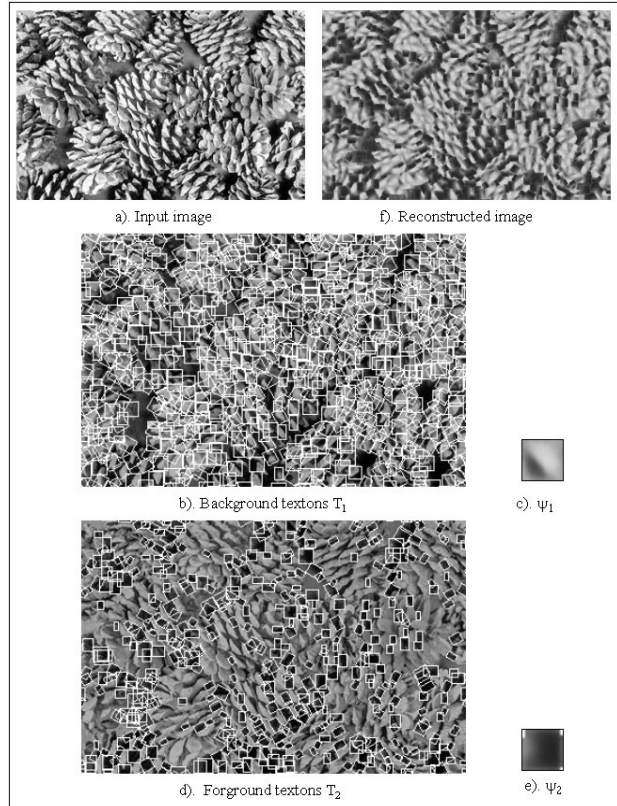 a). Input image
f). Reconstructed image
b). Background textons T₁
c). ψ₁
d). Forground textons T₂
e). ψ₂